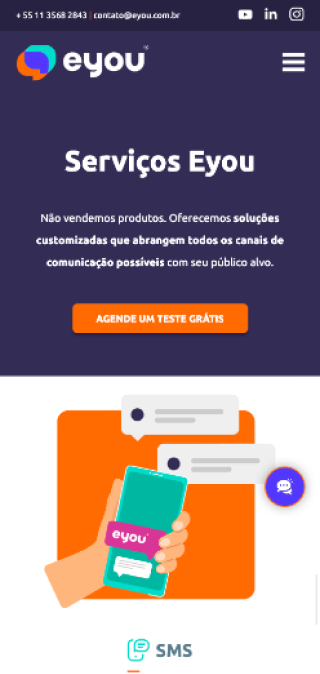 + 55 11 3568 2843 | contato@eyou.com.br
eyou
Serviços Eyou
Não vendemos produtos. Oferecemos soluções
customizadas que abrangem todos os canais de
comunicação possíveis com seu público alvo.
AGENDE UM TESTE GRÁTIS
eyou
SMS